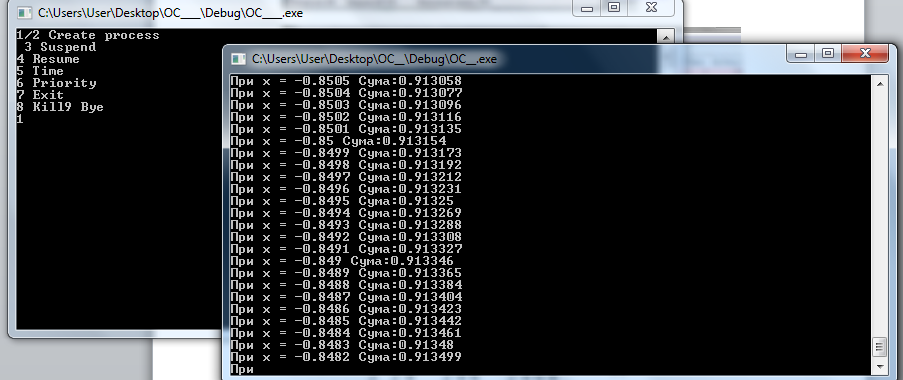 C:\Users\User\Desktop\OC___\Debug\OC___.exe
1/2 Create process
3 Suspend
4 Resume
5 Time
6 Priority
7 Exit
8 Kill9 Bye
1
C:\Users\User\Desktop\OC__\Debug\OC__.exe
При x = -0.8505 Сума:0.913058
При x = -0.8504 Сума:0.913077
При x = -0.8503 Сума:0.913096
При x = -0.8502 Сума:0.913116
При x = -0.8501 Сума:0.913135
При x = -0.85 Сума:0.913154
При x = -0.8499 Сума:0.913173
При x = -0.8498 Сума:0.913192
При x = -0.8497 Сума:0.913212
При x = -0.8496 Сума:0.913231
При x = -0.8495 Сума:0.91325
При x = -0.8494 Сума:0.913269
При x = -0.8493 Сума:0.913288
При x = -0.8492 Сума:0.913308
При x = -0.8491 Сума:0.913327
При x = -0.849 Сума:0.913346
При x = -0.8489 Сума:0.913365
При x = -0.8488 Сума:0.913384
При x = -0.8487 Сума:0.913404
При x = -0.8486 Сума:0.913423
При x = -0.8485 Сума:0.913442
При x = -0.8484 Сума:0.913461
При x = -0.8483 Сума:0.91348
При x = -0.8482 Сума:0.913499
При